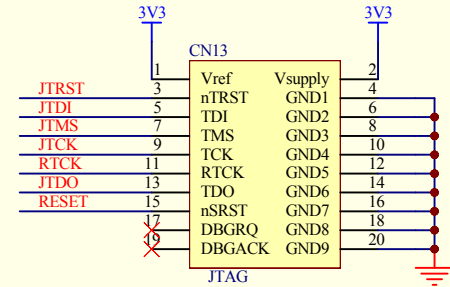 3V3 3V3
CN13
1 Vref Vsupply 2
JTRST 3 nTRST GND1 4
JTDI 5 TDI GND2 6
JTMS 7 TMS GND3 8
JTCK 9 TCK GND4 10
RTCK 11 RTCK GND5 12
JTDO 13 TDO GND6 14
RESET 15 nSRST GND7 16
17 DBGRQ GND8 18
19 DBGACK GND9 20
JTAG